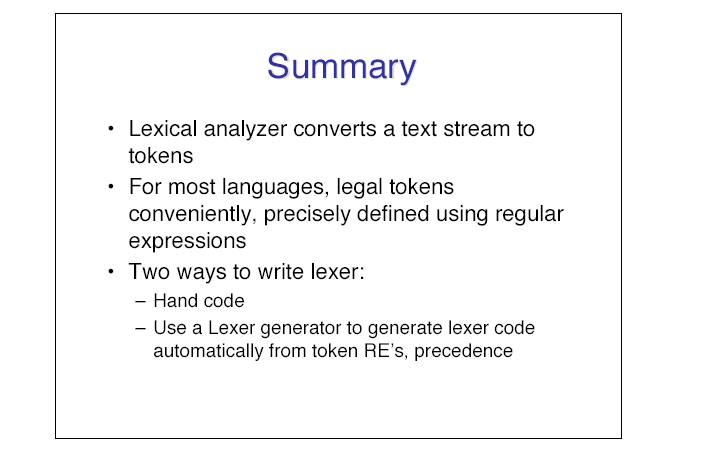 Summary
• Lexical analyzer converts a text stream to
tokens
• For most languages, legal tokens
conveniently, precisely defined using regular
expressions
• Two ways to write lexer:
– Hand code
– Use a Lexer generator to generate lexer code
automatically from token RE's, precedence